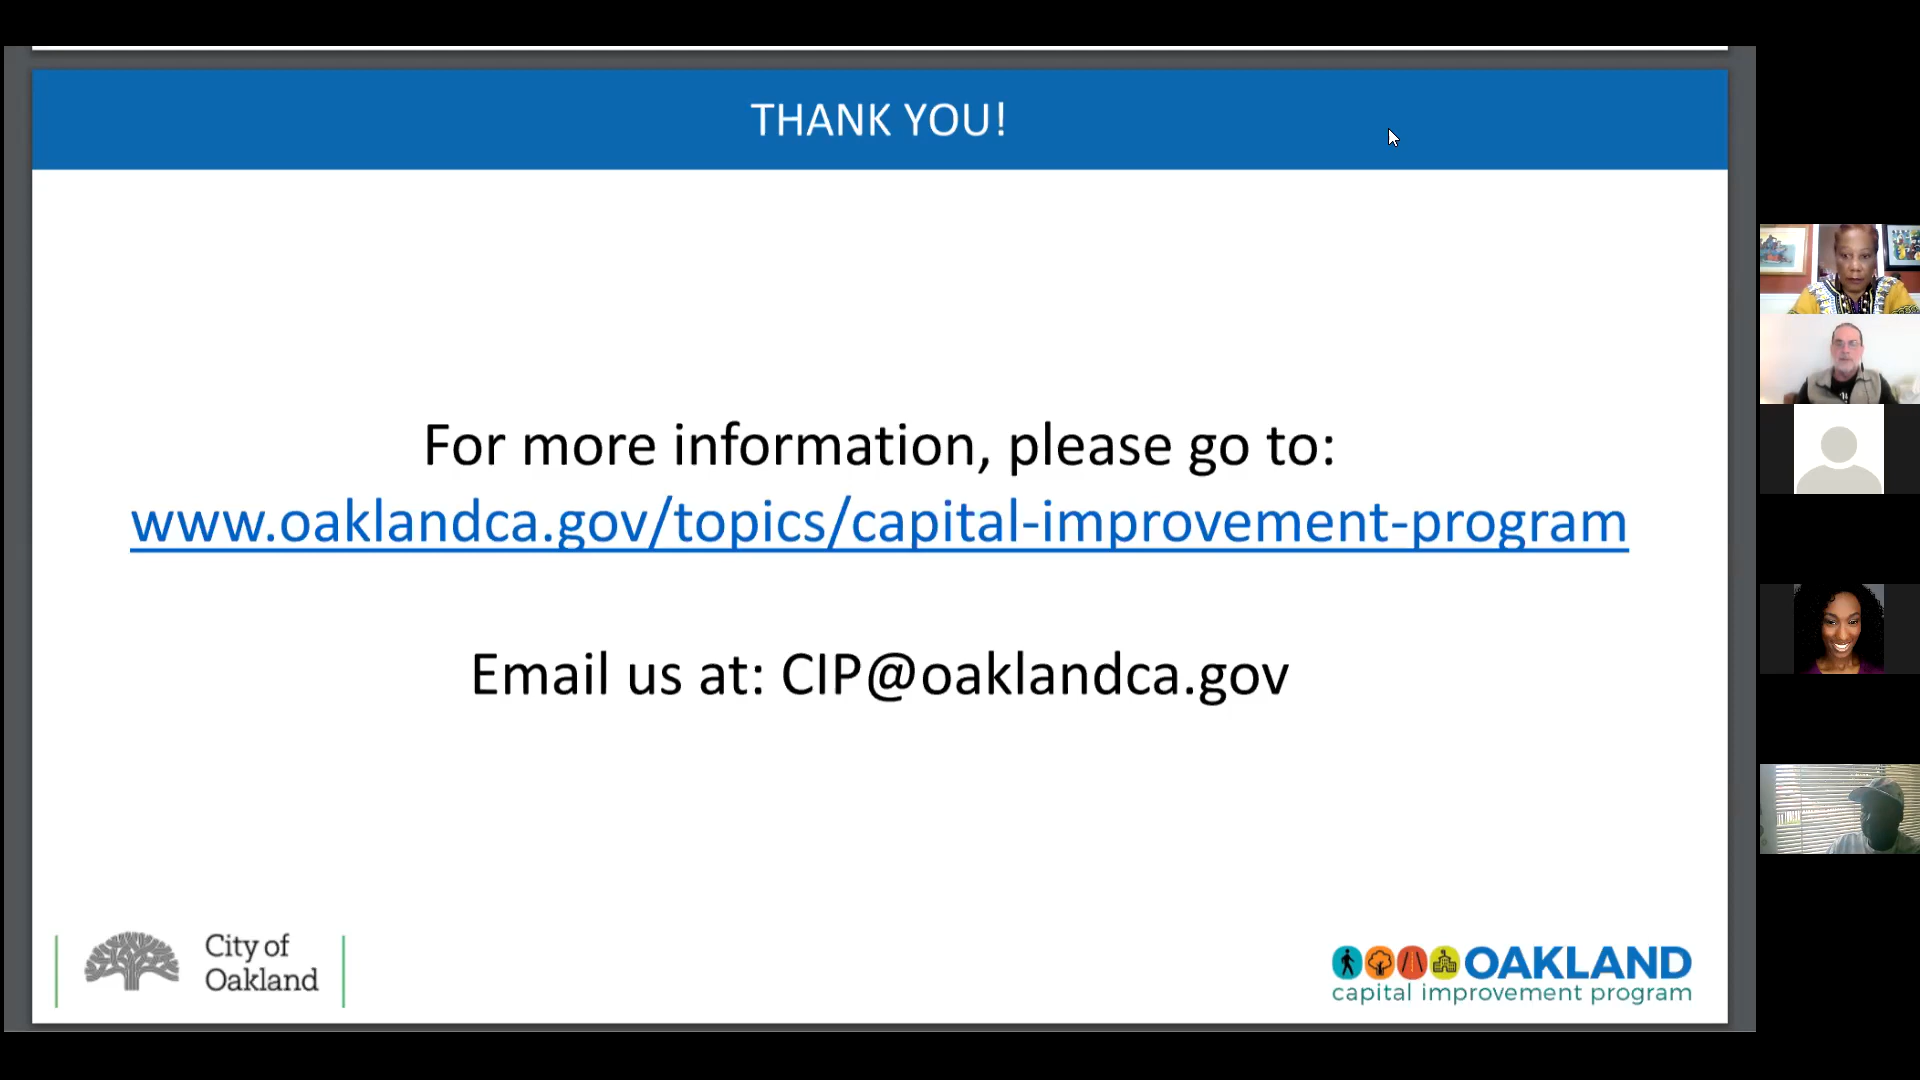 THANK YOU!
For more information, please go to:
www.oaklandca.gov/topics/capital-improvement-program
Email us at: CIP@oaklandca.gov
City of
Oakland
OAKLAND
capital improvement program